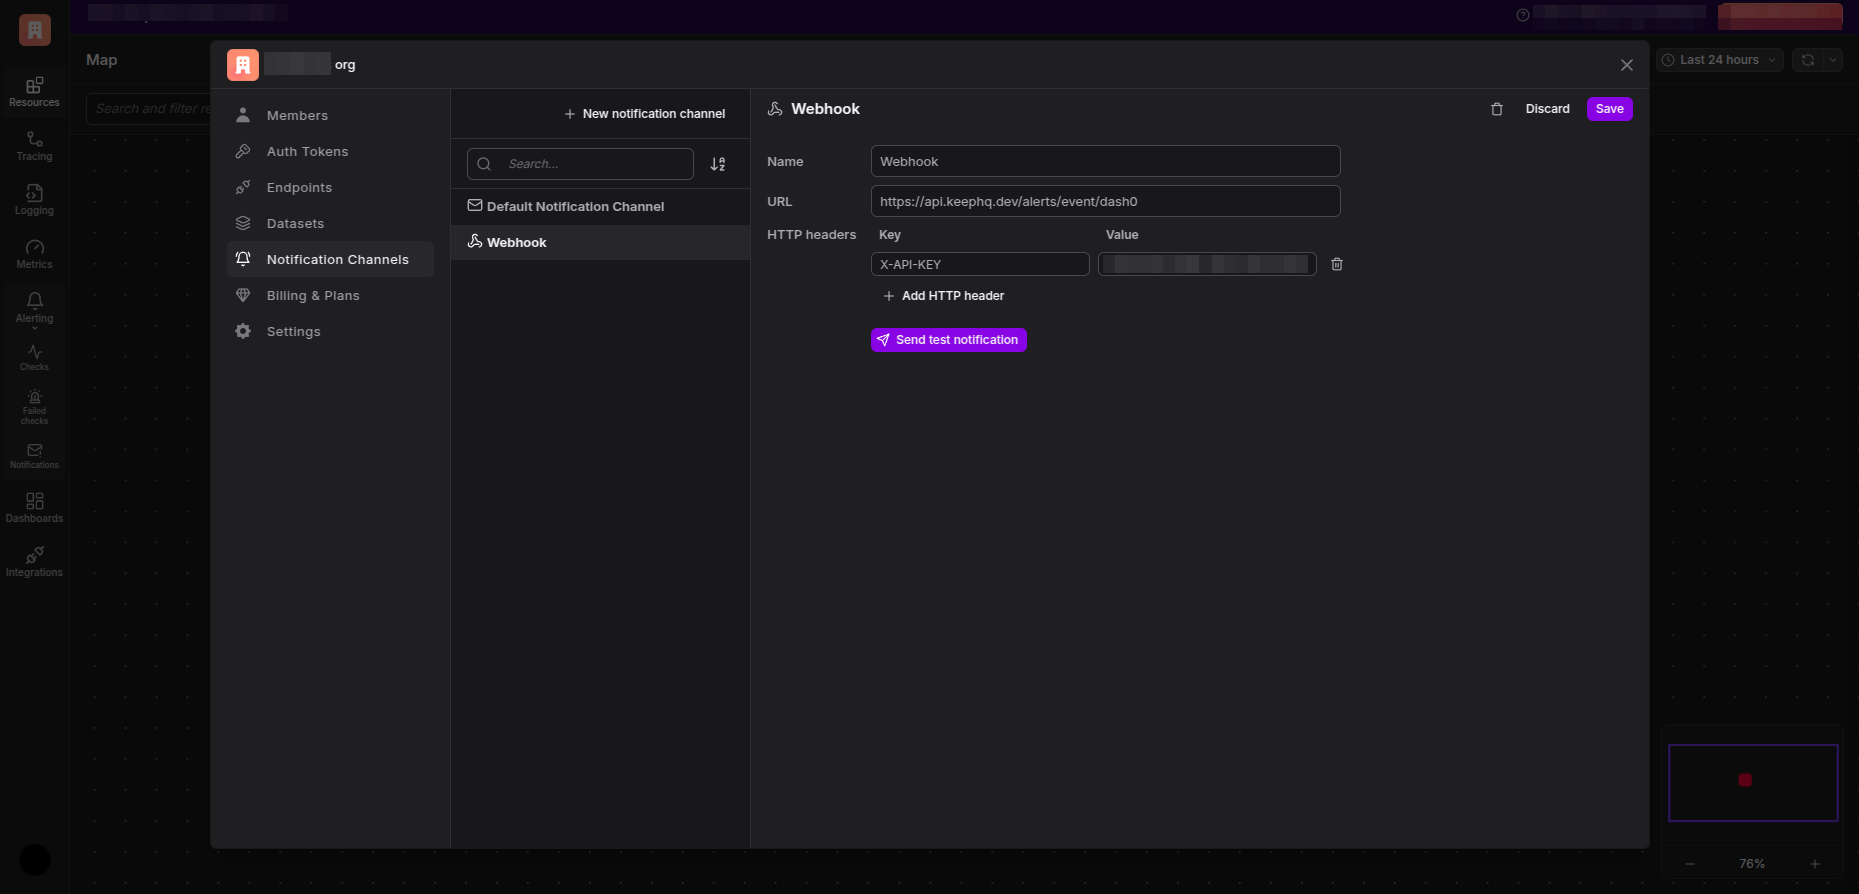 Map
Search and filter re
Last 24 hours
Resources
Tracing
Logging
Metrics
Alerting
Checks
Failed
checks
Notifications
Dashboards
Integrations
org
Members
Auth Tokens
Endpoints
Datasets
Notification Channels
Billing & Plans
Settings
New notification channel
Search...
Default Notification Channel
Webhook
Webhook
Discard
Save
Name
Webhook
URL
https://api.keephq.dev/alerts/event/dash0
HTTP headers
Key
Value
X-API-KEY
Add HTTP header
Send test notification
76%